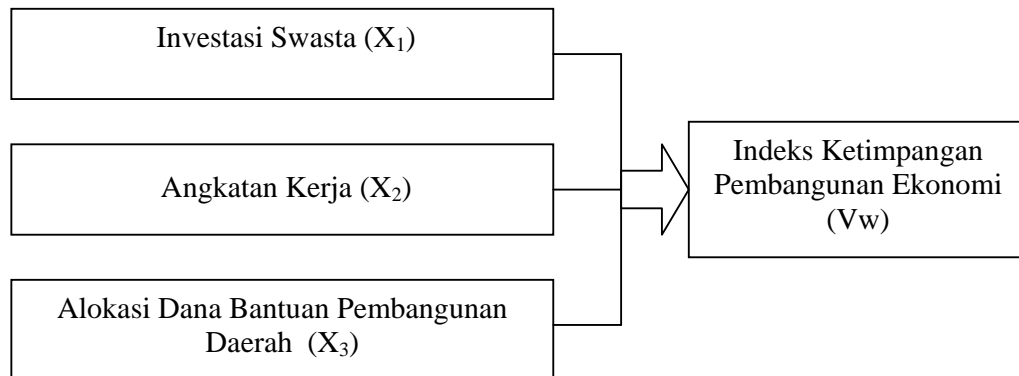 Investasi Swasta (X₁)
Angkatan Kerja (X₂)
Alokasi Dana Bantuan Pembangunan
Daerah (X₃)
Indeks Ketimpangan
Pembangunan Ekonomi
(Vw)